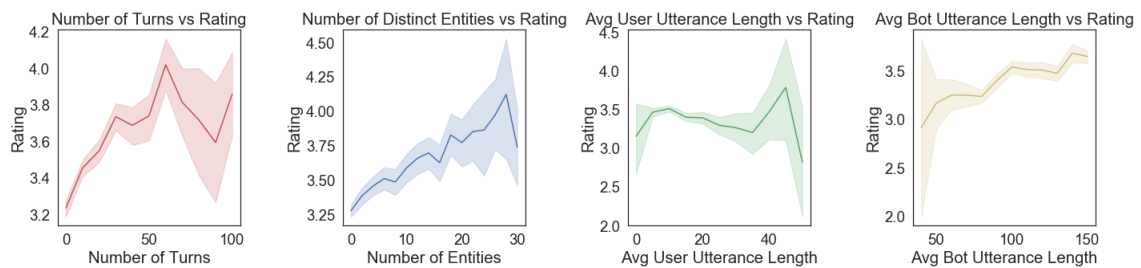 Number of Turns vs Rating
4.2
4.0
3.8
3.6
3.4
3.2
Rating
0 50 100
Number of Turns
Number of Distinct Entities vs Rating
4.50
4.25
4.00
3.75
3.50
3.25
Rating
0 10 20 30
Number of Entities
Avg User Utterance Length vs Rating
4.5
4.0
3.5
3.0
2.5
2.0
Rating
0 20 40
Avg User Utterance Length
Avg Bot Utterance Length vs Rating
3.5
3.0
2.5
2.0
Rating
50 100 150
Avg Bot Utterance Length